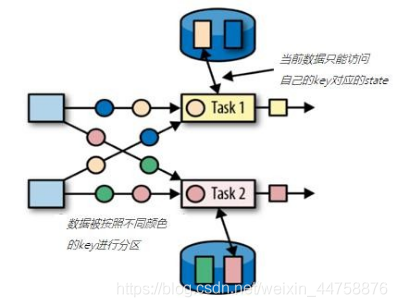 当前数据只能访问
自己的key对应的state
Task 1
Task 2
数据被按照不同颜色
的key进行分区
https://blog.csdn.net/weixin_44758876